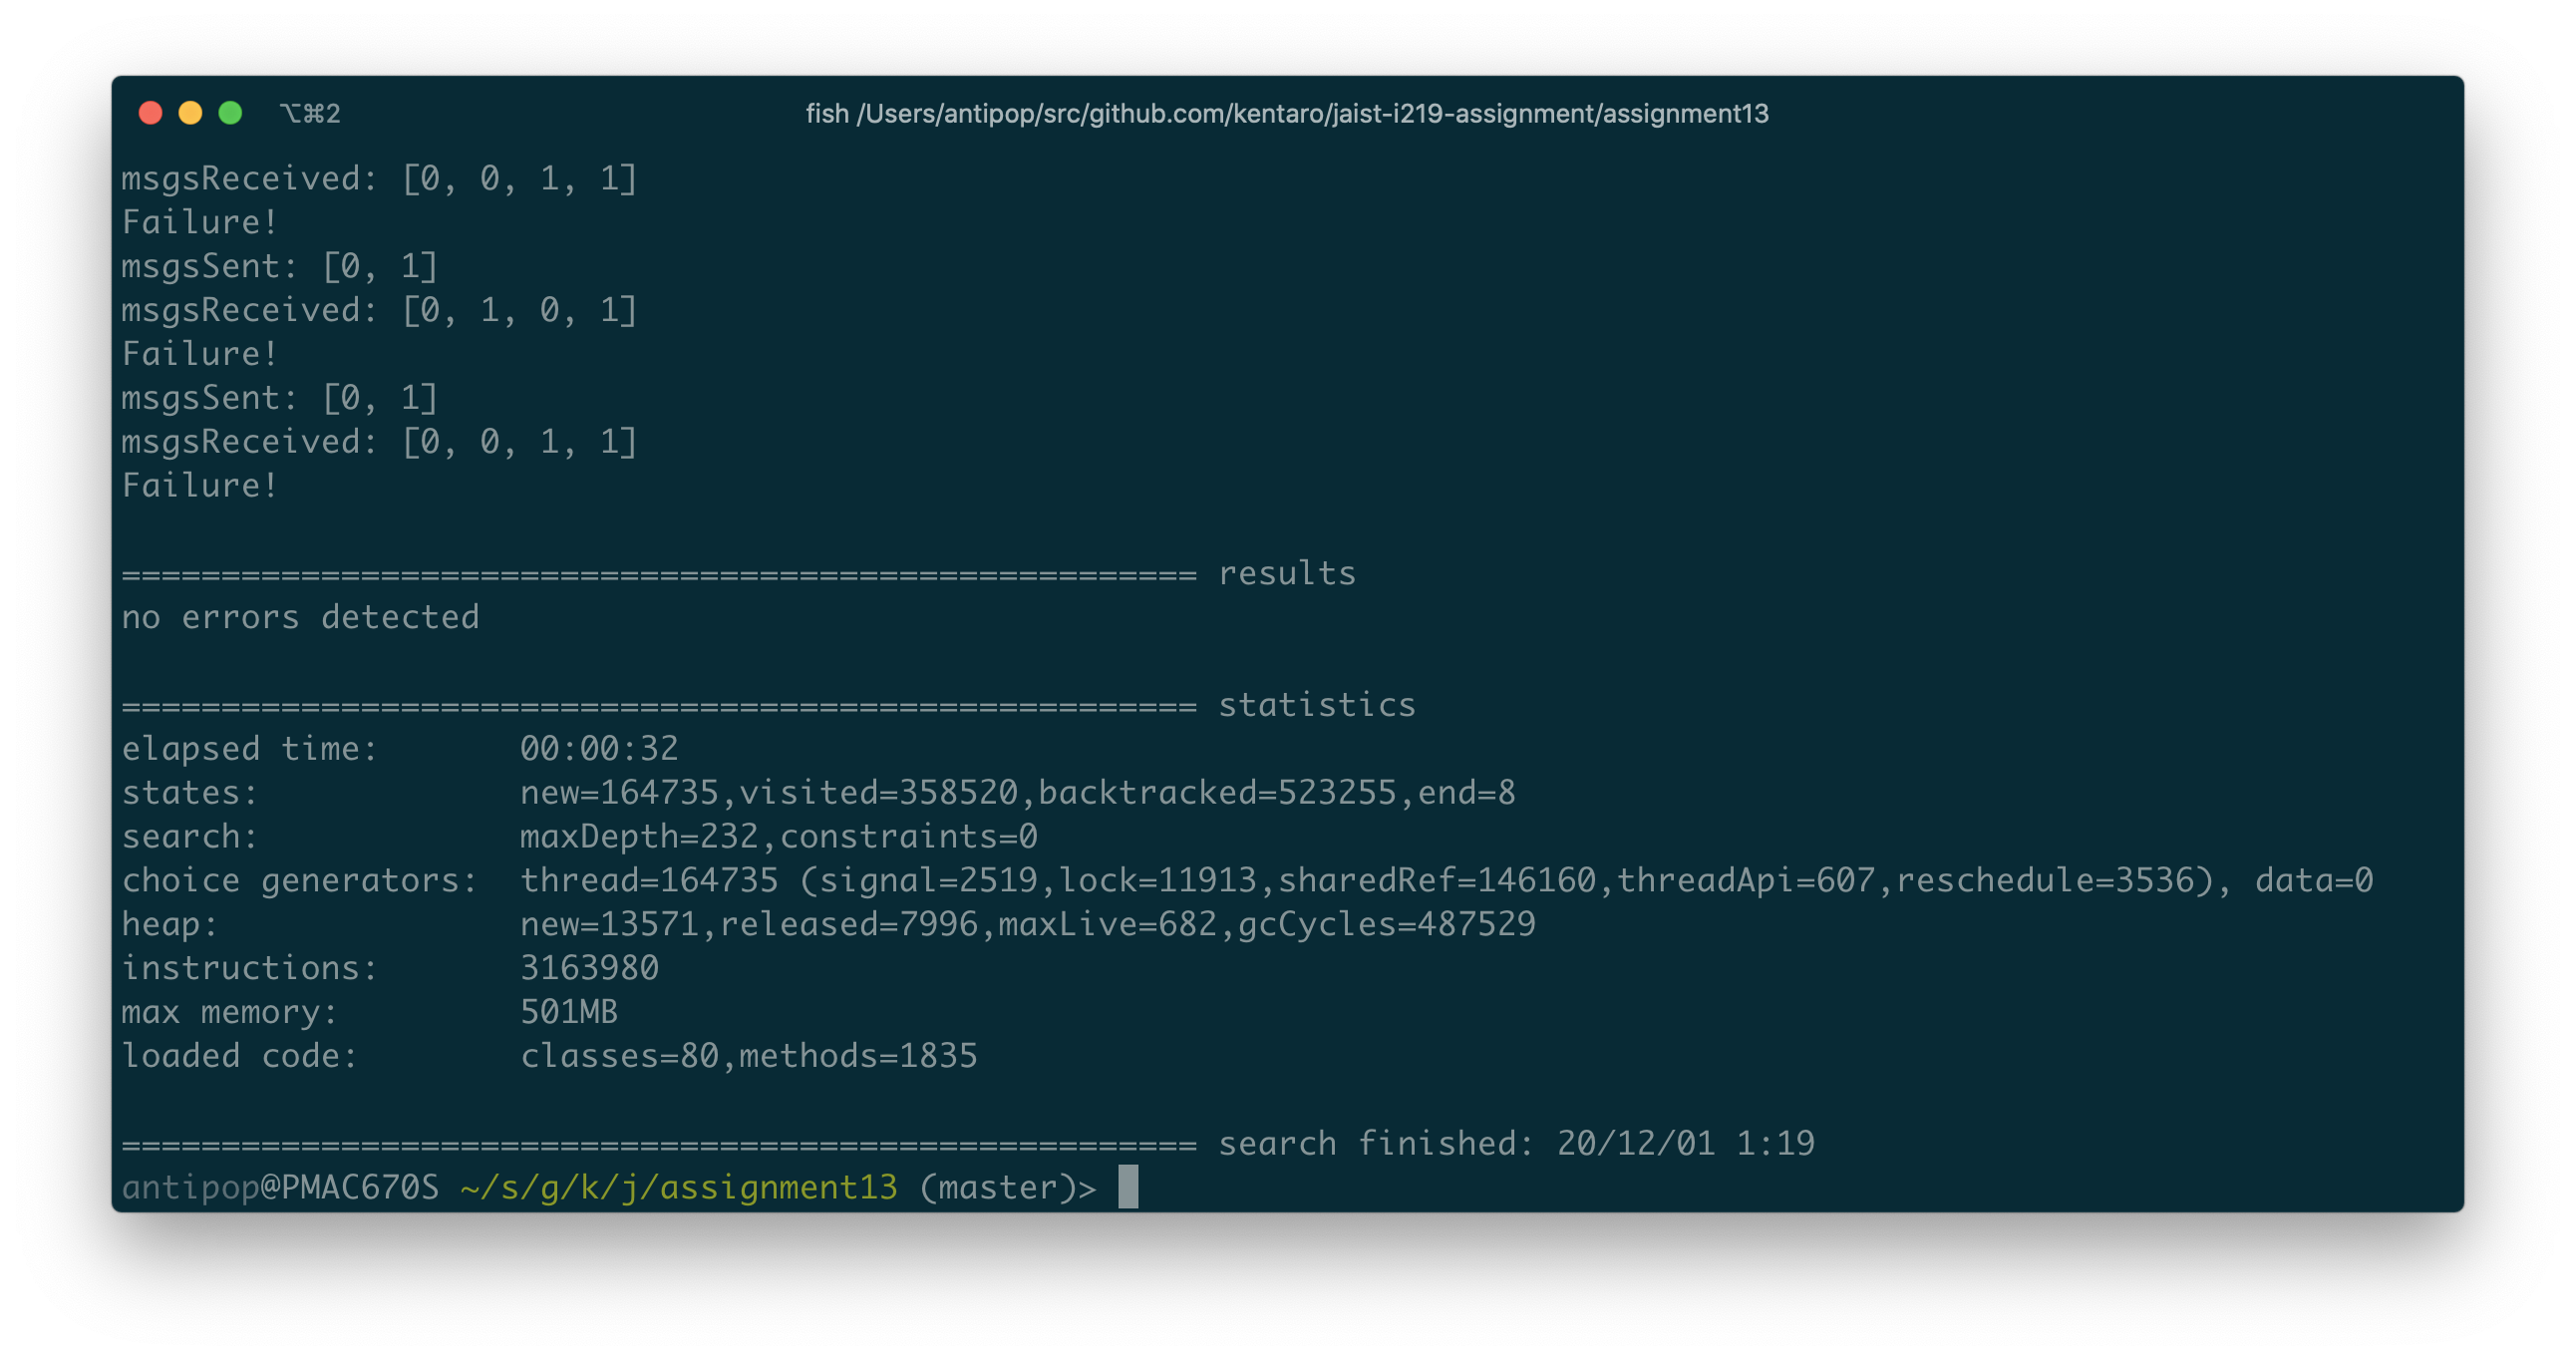 ⌥⌘2 fish /Users/antipop/src/github.com/kentaro/jaist-i219-assignment/assignment13
msgsReceived: [0, 0, 1, 1]
Failure!
msgsSent: [0, 1]
msgsReceived: [0, 1, 0, 1]
Failure!
msgsSent: [0, 1]
msgsReceived: [0, 0, 1, 1]
Failure!
====================================================== results
no errors detected
====================================================== statistics
elapsed time:       00:00:32
states:             new=164735,visited=358520,backtracked=523255,end=8
search:             maxDepth=232,constraints=0
choice generators:  thread=164735 (signal=2519,lock=11913,sharedRef=146160,threadApi=607,reschedule=3536), data=0
heap:               new=13571,released=7996,maxLive=682,gcCycles=487529
instructions:       3163980
max memory:         501MB
loaded code:        classes=80,methods=1835
====================================================== search finished: 20/12/01 1:19
antipop@PMAC670S ~/s/g/k/j/assignment13 (master)>